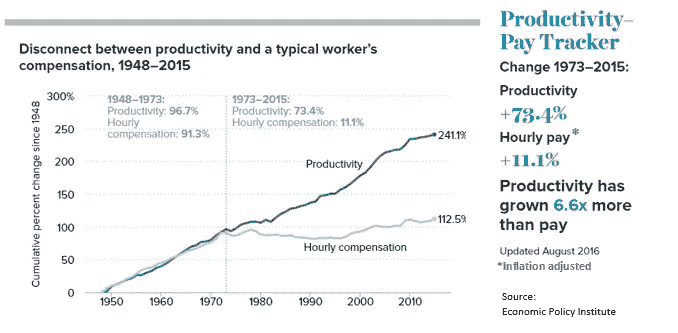 Disconnect between productivity and a typical worker's
compensation, 1948–2015
Cumulative percent change since 1948
300%
250
200
150
100
50
0
1950
1960
1970
1980
1990
2000
2010
1948–1973:
Productivity: 96.7%
Hourly
compensation: 91.3%
1973–2015:
Productivity: 73.4%
Hourly compensation: 11.1%
Productivity
241.1%
Hourly compensation
112.5%
Productivity–
Pay Tracker
Change 1973–2015:
Productivity
+73.4%
Hourly pay*
+11.1%
Productivity has
grown 6.6x more
than pay
Updated August 2016
*Inflation adjusted
Source:
Economic Policy Institute